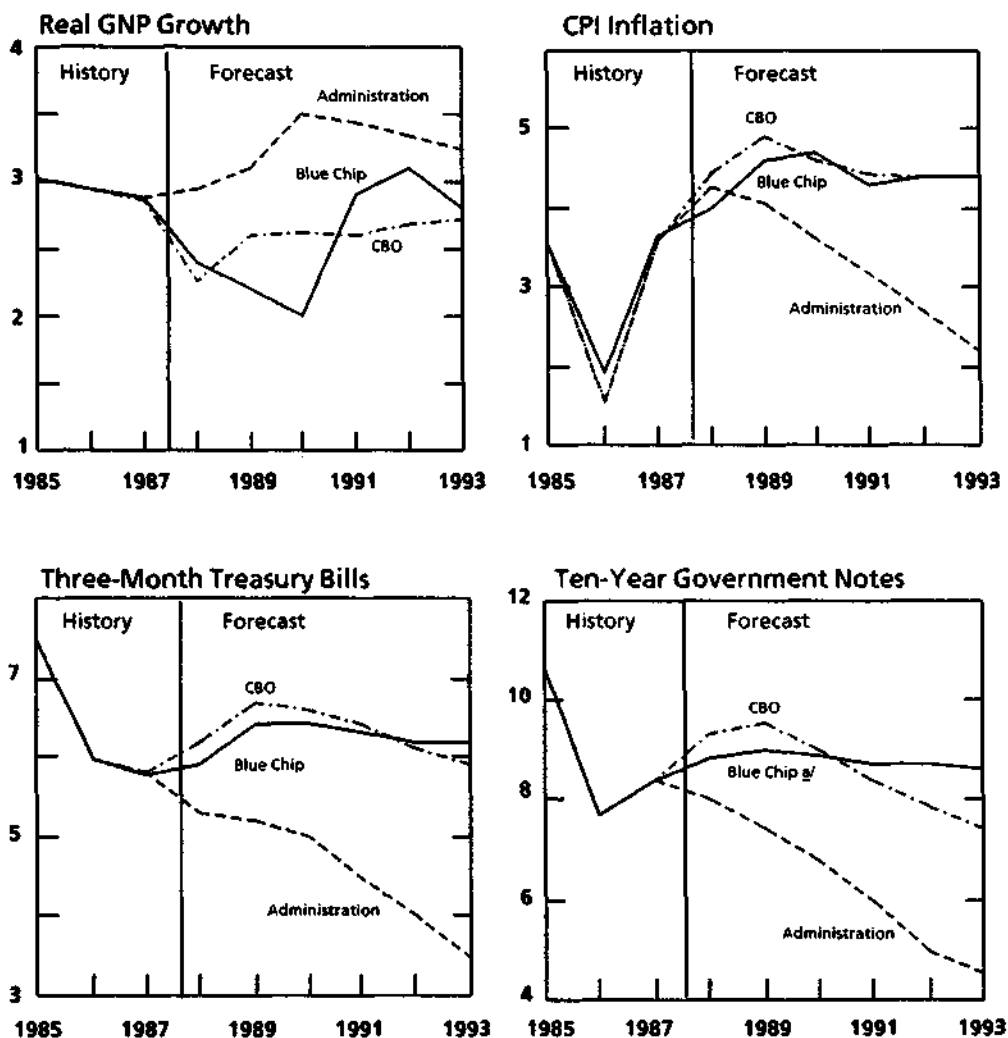 Real GNP Growth
4
History
Forecast
Administration
3
Blue Chip
CBO
2
1
1985
1987
1989
1991
1993
CPI Inflation
History
Forecast
5
CBO
Blue Chip
3
Administration
1
1985
1987
1989
1991
1993
Three-Month Treasury Bills
History
Forecast
7
CBO
Blue Chip
5
Administration
3
1985
1987
1989
1991
1993
Ten-Year Government Notes
12
History
Forecast
10
CBO
Blue Chip a/
8
6
Administration
4
1985
1987
1989
1991
1993